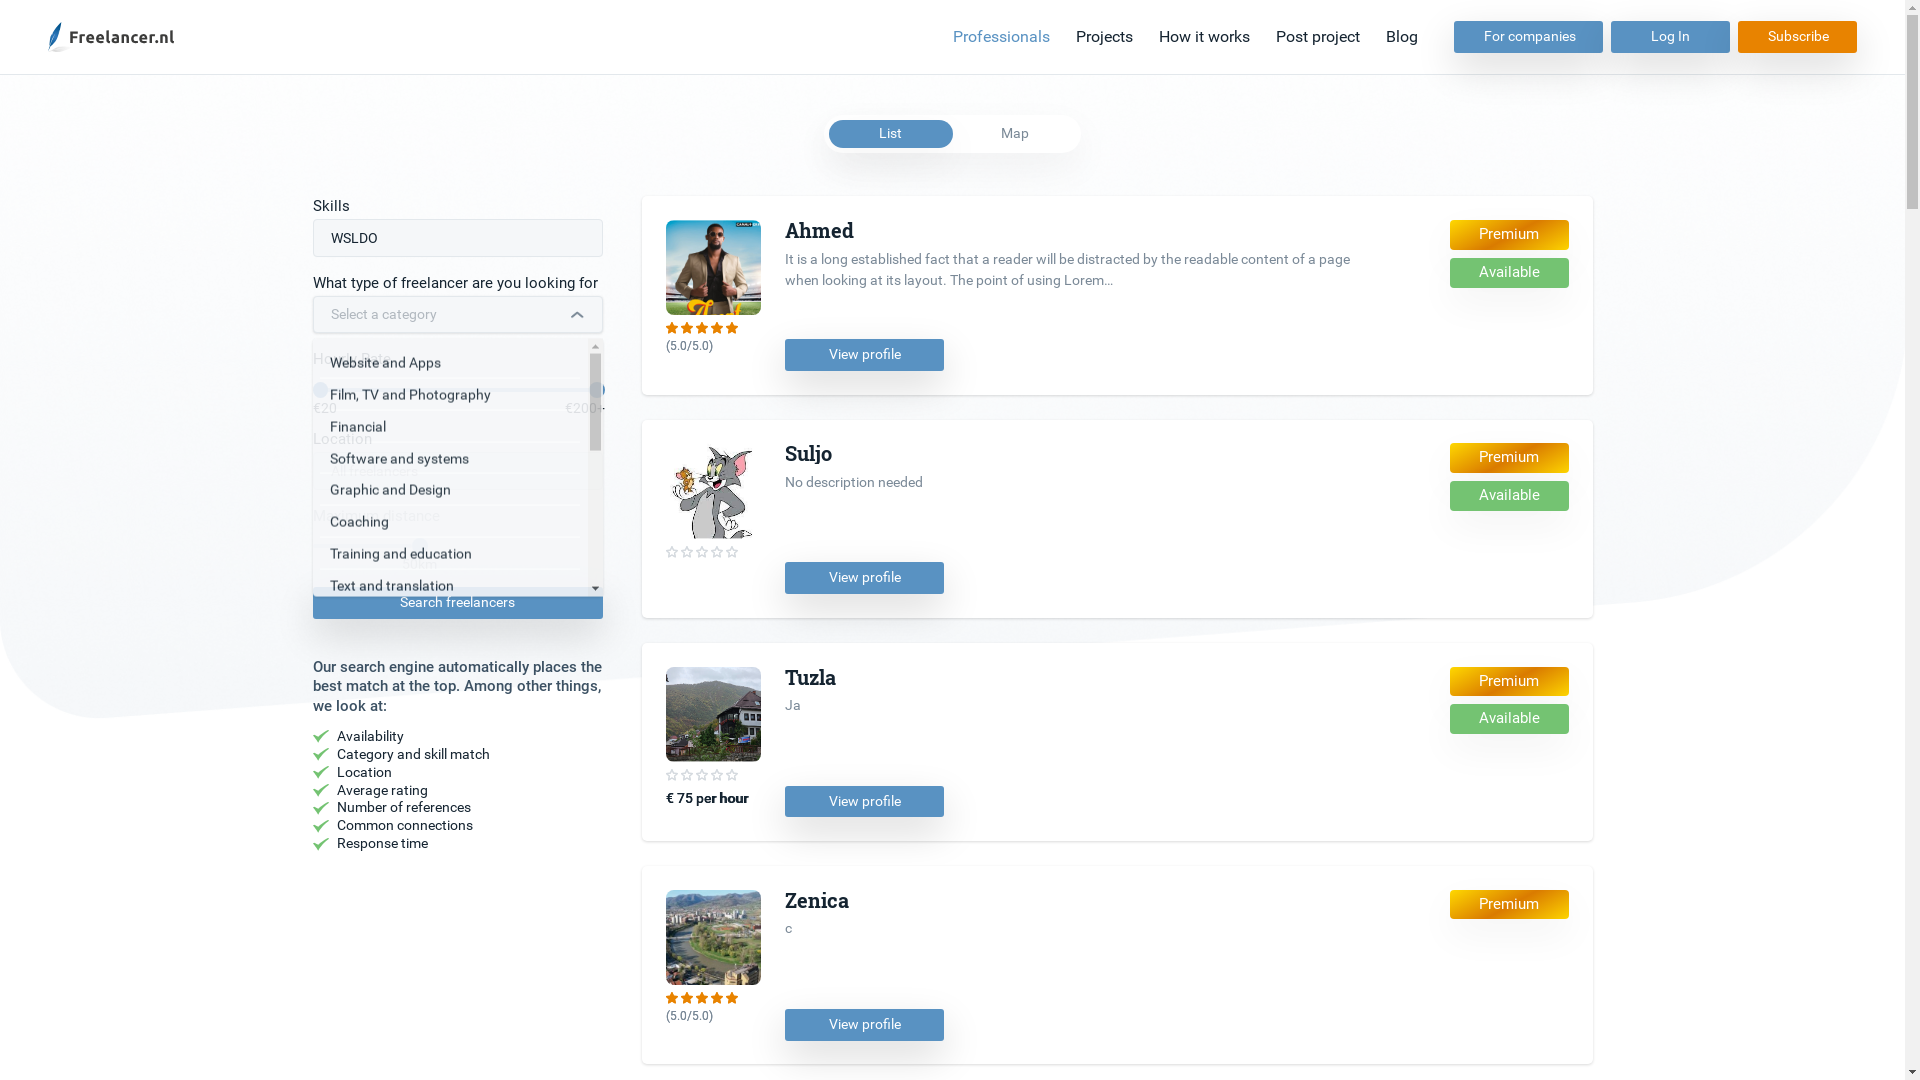 Freelancer.nl
Professionals
Projects
How it works
Post project
Blog
For companies
Log In
Subscribe
List
Map
Skills
WSLDO
What type of freelancer are you looking for
Select a category
Website and Apps
Film, TV and Photography
€20
€200+
Financial
Location
Software and systems
Graphic and Design
Coaching
Training and education
Text and translation
Search freelancers
Our search engine automatically places the
best match at the top. Among other things,
we look at:
Availability
Category and skill match
Location
Average rating
Number of references
Common connections
Response time
Ahmed
It is a long established fact that a reader will be distracted by the readable content of a page
when looking at its layout. The point of using Lorem...
Premium
Available
(5.0/5.0)
View profile
Suljo
No description needed
Premium
Available
View profile
Tuzla
Ja
Premium
Available
€ 75 per hour
View profile
Zenica
c
Premium
(5.0/5.0)
View profile